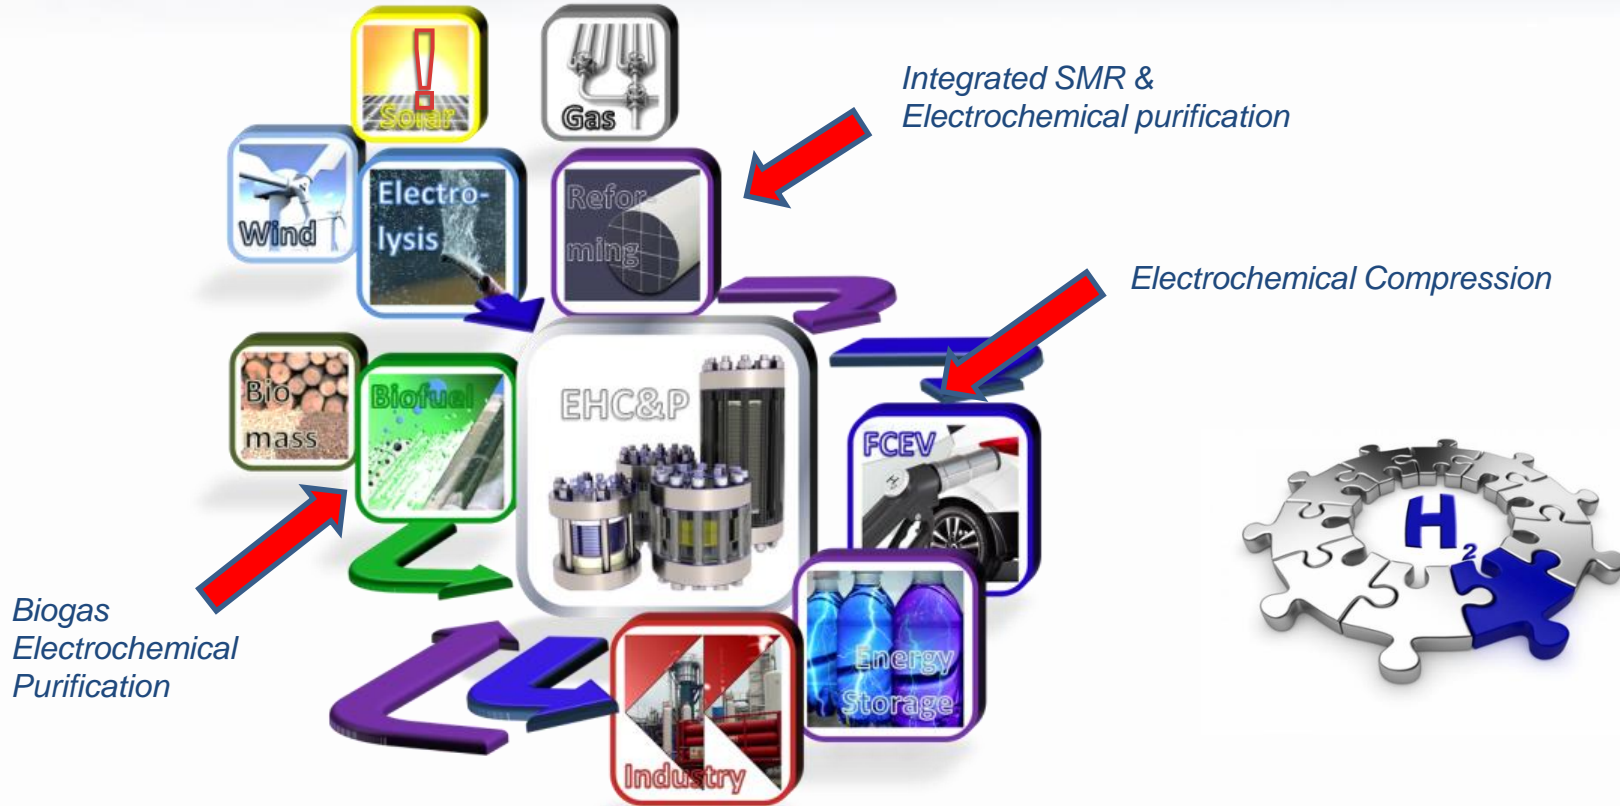 !
Solar
Gas
Integrated SMR &
Electrochemical purification
Wind
Electro-
lysis
Refor-
ming
Electrochemical Compression
Bio
mass
Biofuel
EHC&P
FCEV
H
H2
Biogas
Electrochemical
Purification
Energy
Storage
Industry